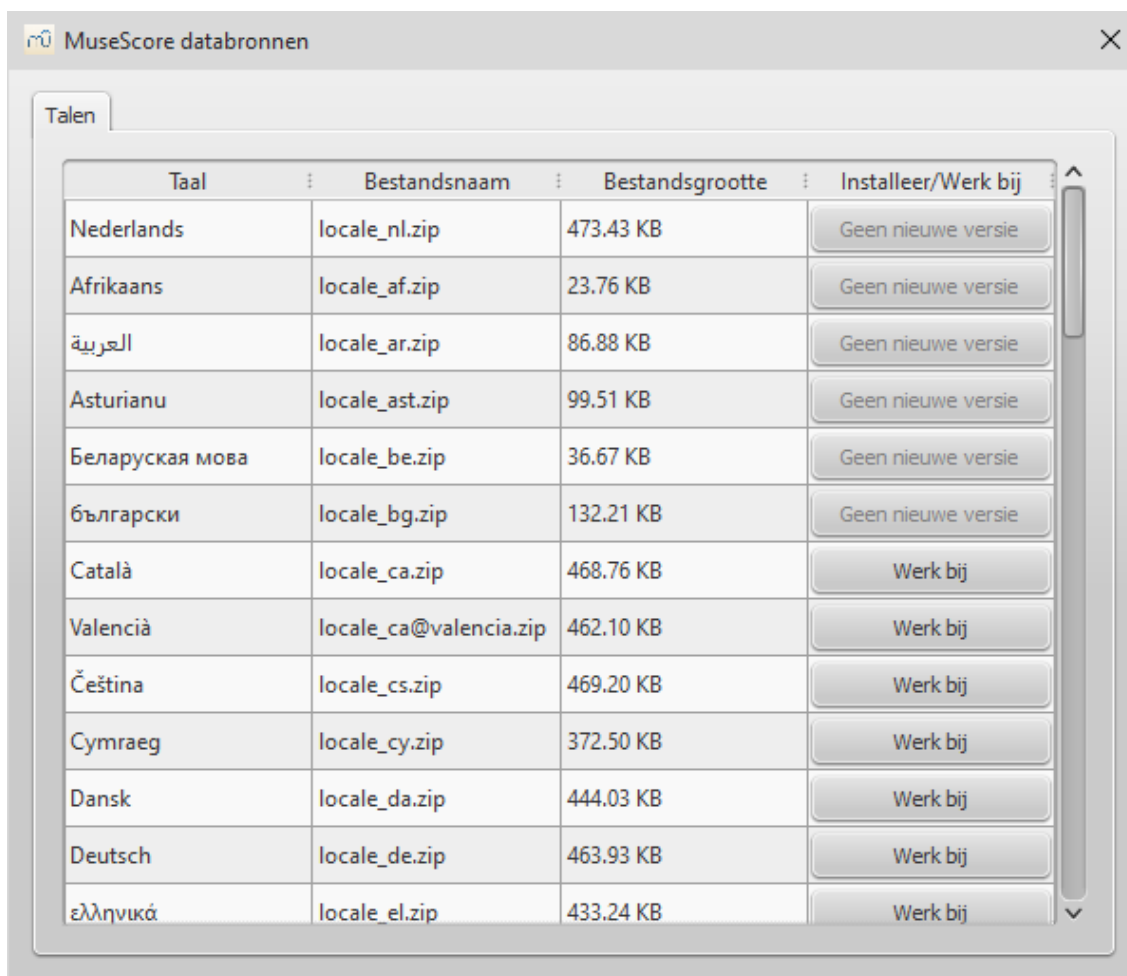 MuseScore databronnen
Talen
Taal Bestandsnaam Bestandsgrootte Installeer/Werk bij
Nederlands locale_nl.zip 473.43 KB Geen nieuwe versie
Afrikaans locale_af.zip 23.76 KB Geen nieuwe versie
العربية locale_ar.zip 86.88 KB Geen nieuwe versie
Asturianu locale_ast.zip 99.51 KB Geen nieuwe versie
Беларуская мова locale_be.zip 36.67 KB Geen nieuwe versie
български locale_bg.zip 132.21 KB Geen nieuwe versie
Català locale_ca.zip 468.76 KB Werk bij
Valencià locale_ca@valencia.zip 462.10 KB Werk bij
Čeština locale_cs.zip 469.20 KB Werk bij
Cymraeg locale_cy.zip 372.50 KB Werk bij
Dansk locale_da.zip 444.03 KB Werk bij
Deutsch locale_de.zip 463.93 KB Werk bij
ελληνικά locale_el.zip 433.24 KB Werk bij